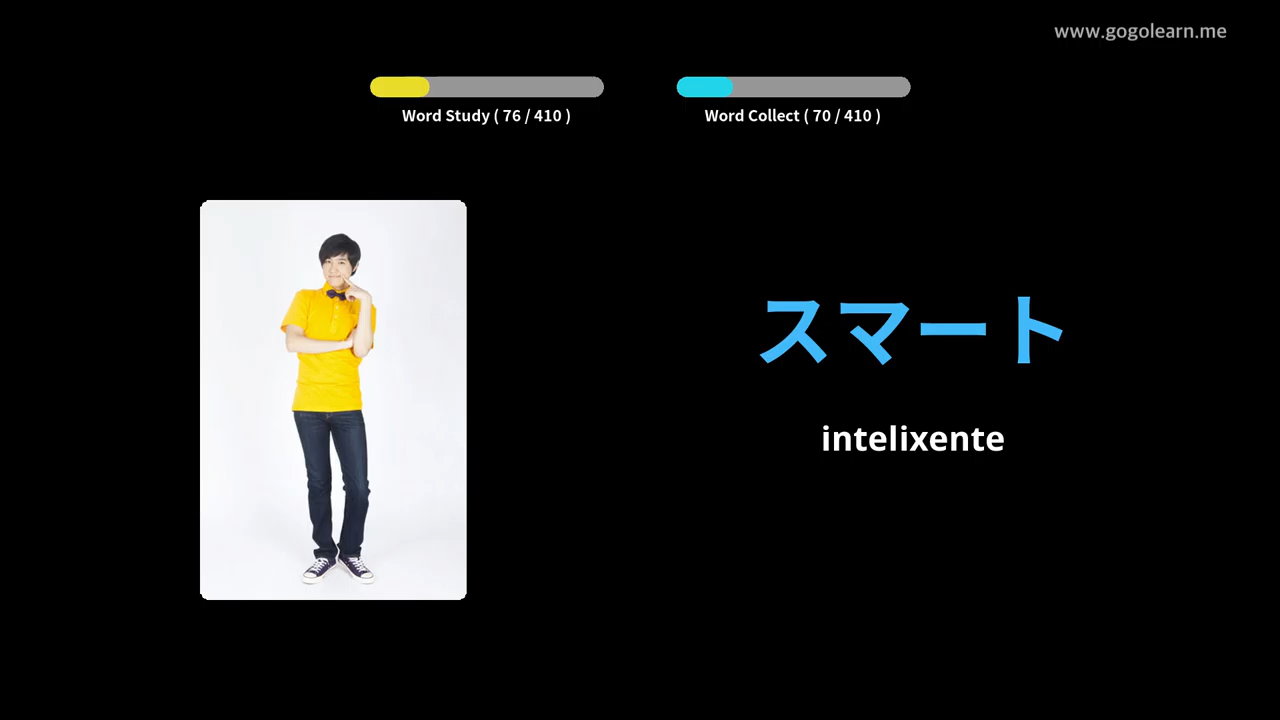 www.gogolearn.me
Word Study ( 76 / 410 )
Word Collect ( 70 / 410 )
スマート
intelixente